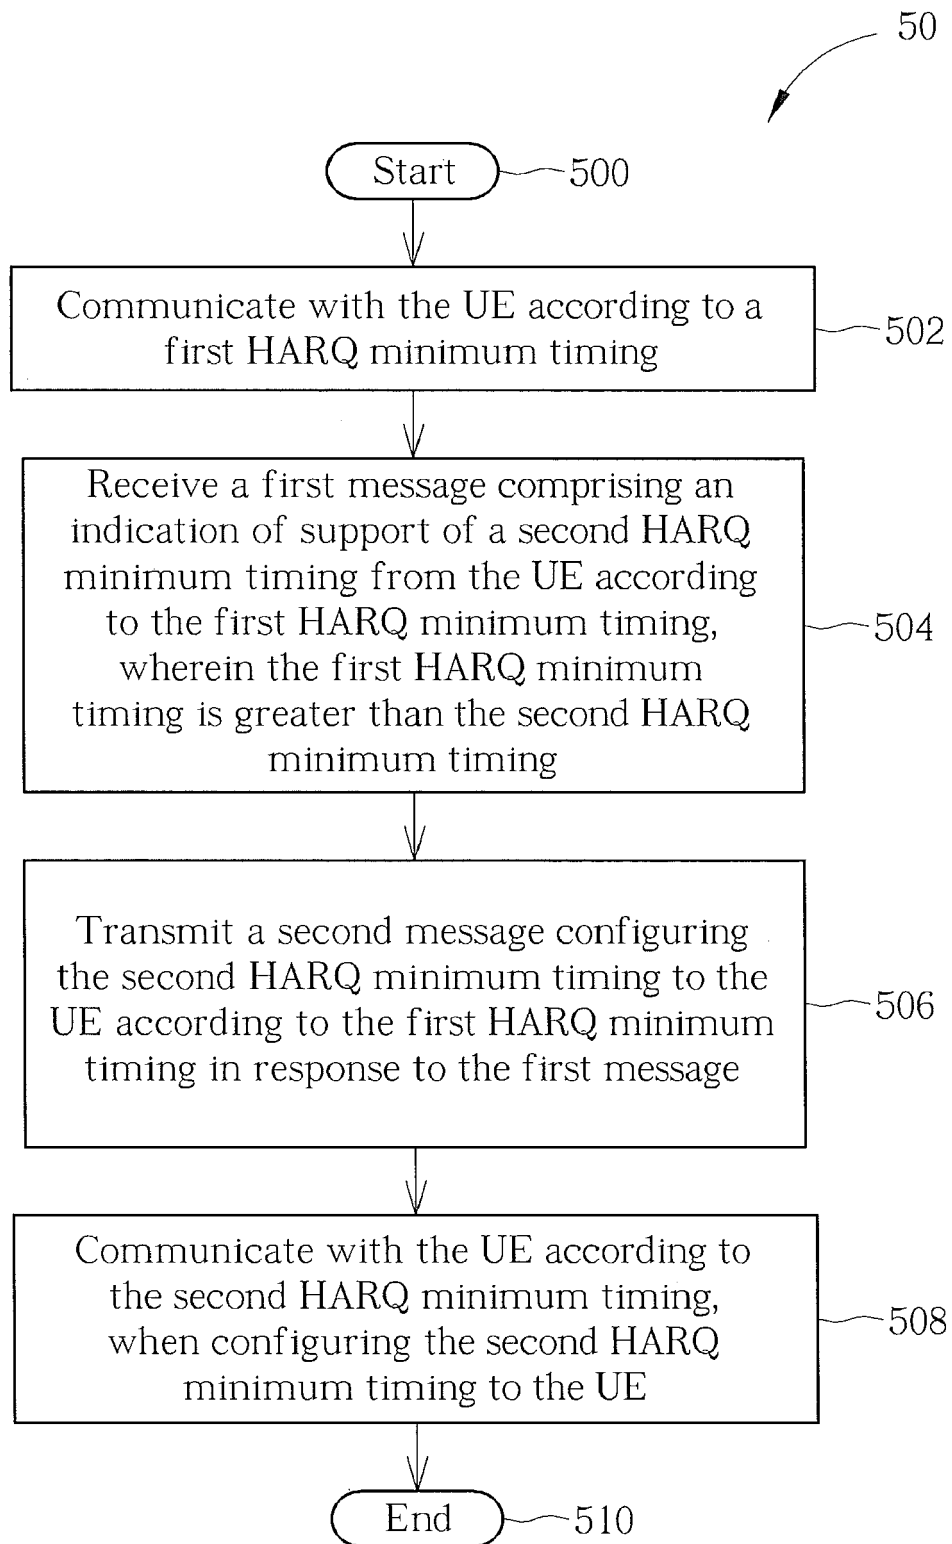 50
Start
500
Communicate with the UE according to a
first HARQ minimum timing
502
Receive a first message comprising an
indication of support of a second HARQ
minimum timing from the UE according
to the first HARQ minimum timing,
wherein the first HARQ minimum
timing is greater than the second HARQ
minimum timing
504
Transmit a second message configuring
the second HARQ minimum timing to the
UE according to the first HARQ minimum
timing in response to the first message
506
Communicate with the UE according to
the second HARQ minimum timing,
when configuring the second HARQ
minimum timing to the UE
508
End
510